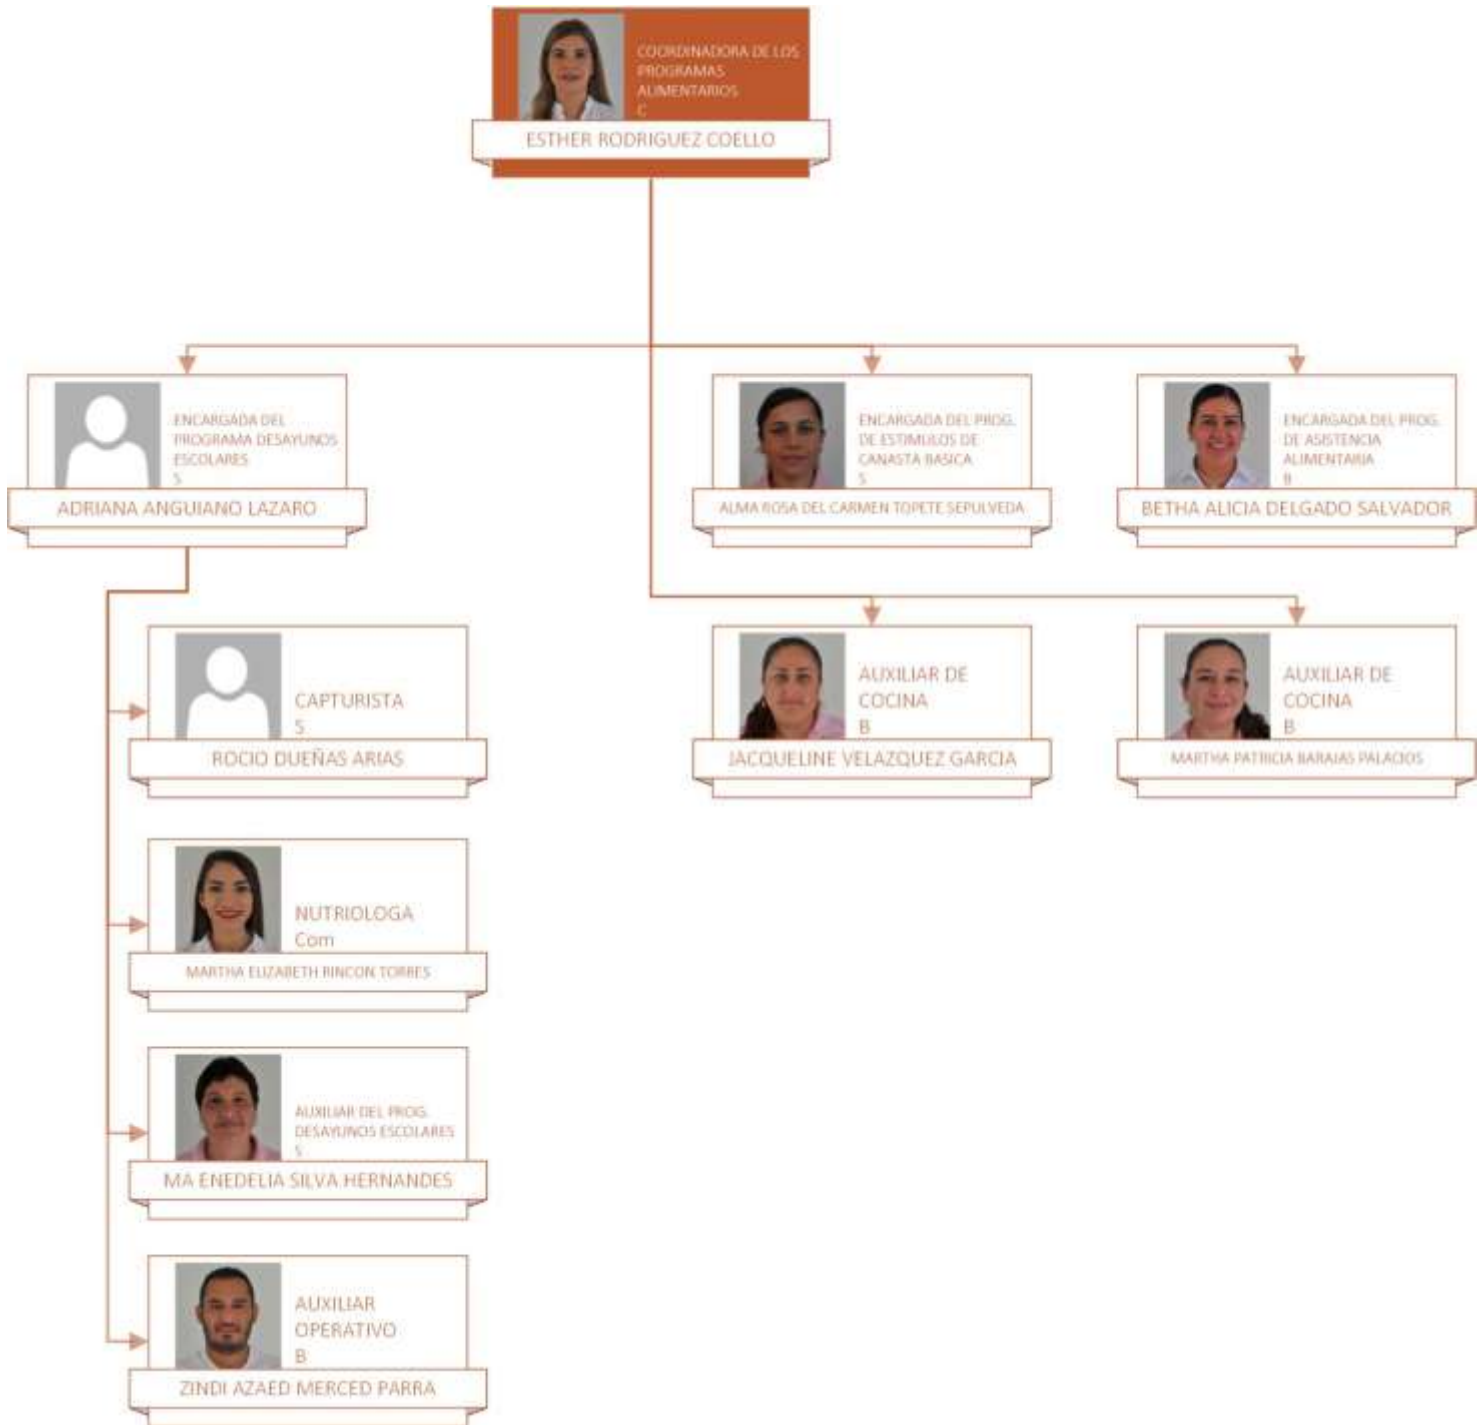 COORDINADORA DE LOS
PROGRAMAS
ALIMENTARIOS
C
ESTHER RODRIGUEZ COELLO
ENCARGADA DEL
PROGRAMA DESAYUNOS
ESCOLARES
S
ADRIANA ANGUIANO LAZARO
ENCARGADA DEL PROG.
DE ESTIMULOS DE
CANASTA BASICA
S
ALMA ROSA DEL CARMEN TOPETE SEPULVEDA
ENCARGADA DEL PROG.
DE ASISTENCIA
ALIMENTARIA
B
BETHA ALICIA DELGADO SALVADOR
CAPTURISTA
S
ROCIO DUEÑAS ARIAS
AUXILIAR DE
COCINA
B
JACQUELINE VELAZQUEZ GARCIA
AUXILIAR DE
COCINA
B
MARTHA PATRICIA BARAJAS PALACIOS
NUTRIOLOGA
Com
MARTHA ELIZABETH RINCON TORRES
AUXILIAR DEL PROG.
DESAYUNOS ESCOLARES
S
MA ENEDELIA SILVA HERNANDES
AUXILIAR
OPERATIVO
B
ZINDI AZAED MERCED PARRA